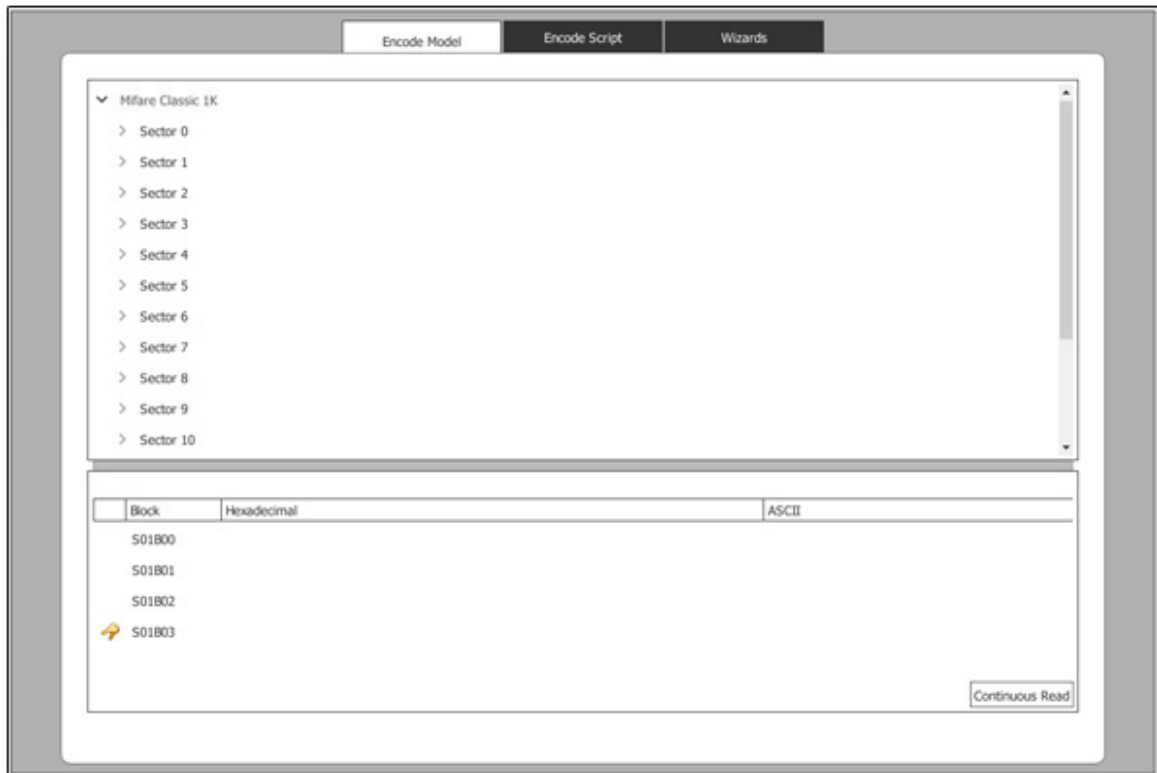 Encode Model Encode Script Wizards
Mifare Classic 1K
Sector 0
Sector 1
Sector 2
Sector 3
Sector 4
Sector 5
Sector 6
Sector 7
Sector 8
Sector 9
Sector 10
Block Hexadecimal ASCII
S01B00
S01B01
S01B02
S01B03
Continuous Read